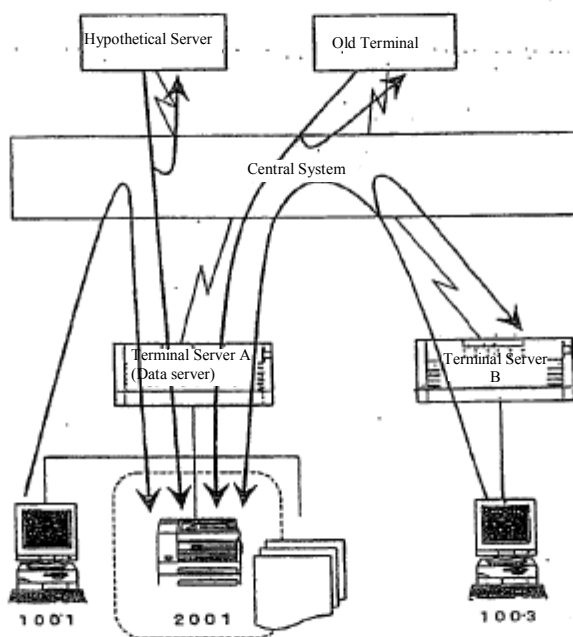 Hypothetical Server
Old Terminal
Central System
Terminal Server A
(Data server)
Terminal Server
B
1001
2001
1003